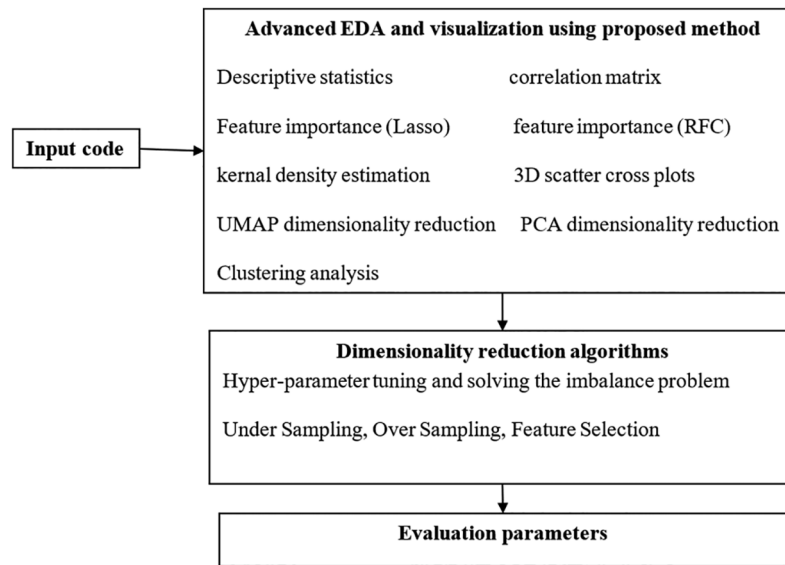 Advanced EDA and visualization using proposed method
Descriptive statistics correlation matrix
Feature importance (Lasso) feature importance (RFC)
Input code
kernal density estimation 3D scatter cross plots
UMAP dimensionality reduction PCA dimensionality reduction
Clustering analysis
Dimensionality reduction algorithms
Hyper-parameter tuning and solving the imbalance problem
Under Sampling, Over Sampling, Feature Selection
Evaluation parameters